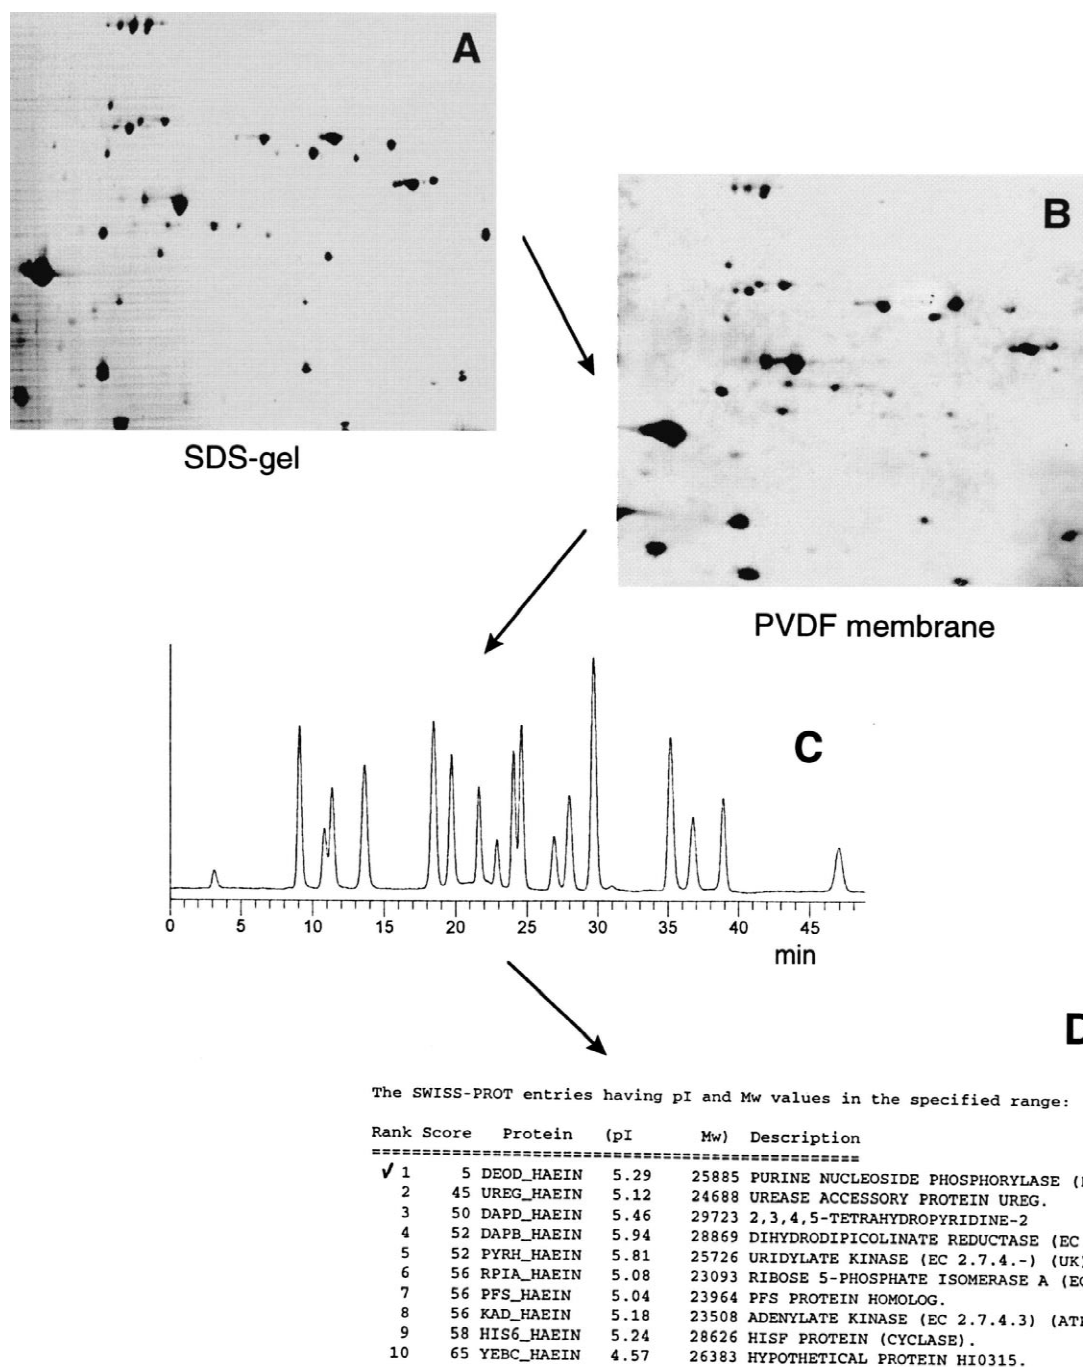 A
SDS-gel
B
PVDF membrane
C
0 5 10 15 20 25 30 35 40 45
min
D
The SWISS-PROT entries having pI and Mw values in the specified range:
Rank Score Protein (pI Mw) Description
==================================================
✓ 1 5 DEOD_HAEIN 5.29 25885 PURINE NUCLEOSIDE PHOSPHORYLASE (
2 45 UREG_HAEIN 5.12 24688 UREASE ACCESSORY PROTEIN UREG.
3 50 DAPD_HAEIN 5.46 29723 2,3,4,5-TETRAHYDROPYRIDINE-2
4 52 DAPB_HAEIN 5.94 28869 DIHYDRODIPICOLINATE REDUCTASE (EC
5 52 PYRH_HAEIN 5.81 25726 URIDYLATE KINASE (EC 2.7.4.-) (UK)
6 56 RPIA_HAEIN 5.08 23093 RIBOSE 5-PHOSPHATE ISOMERASE A (EC
7 56 PFS_HAEIN 5.04 23964 PFS PROTEIN HOMOLOG.
8 56 KAD_HAEIN 5.18 23508 ADENYLATE KINASE (EC 2.7.4.3) (AT
9 58 HIS6_HAEIN 5.24 28626 HISF PROTEIN (CYCLASE).
10 65 YEBC_HAEIN 4.57 26383 HYPOTHETICAL PROTEIN HI0315.